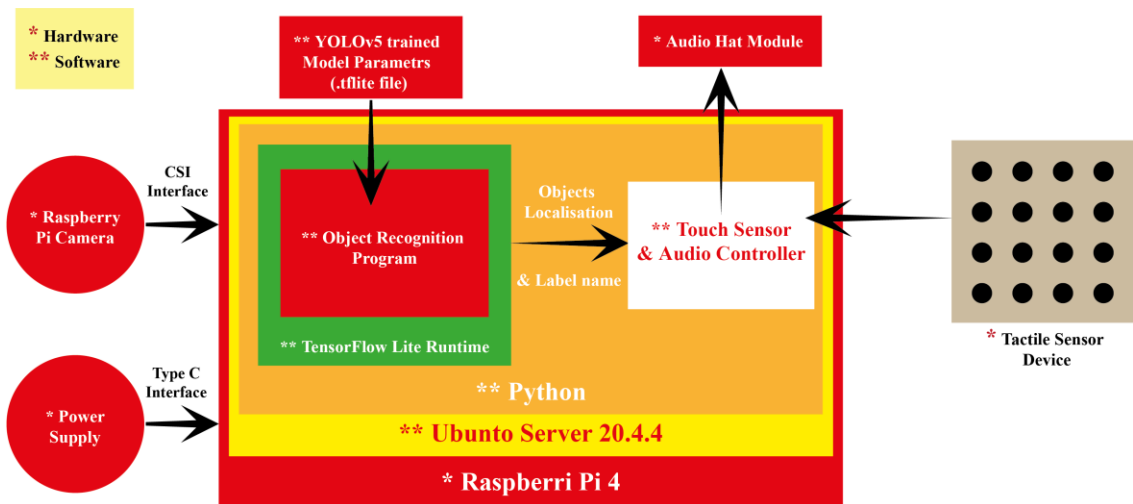 * Hardware
** Software
** YOLOv5 trained
Model Parametrs
(.tflite file)
* Audio Hat Module
CSI
Interface
* Raspberry
Pi Camera
** Object Recognition
Program
** TensorFlow Lite Runtime
Objects
Localisation
& Label name
** Touch Sensor
& Audio Controller
* Tactile Sensor
Device
Type C
Interface
* Power
Supply
** Python
** Ubunto Server 20.4.4
* Raspberri Pi 4